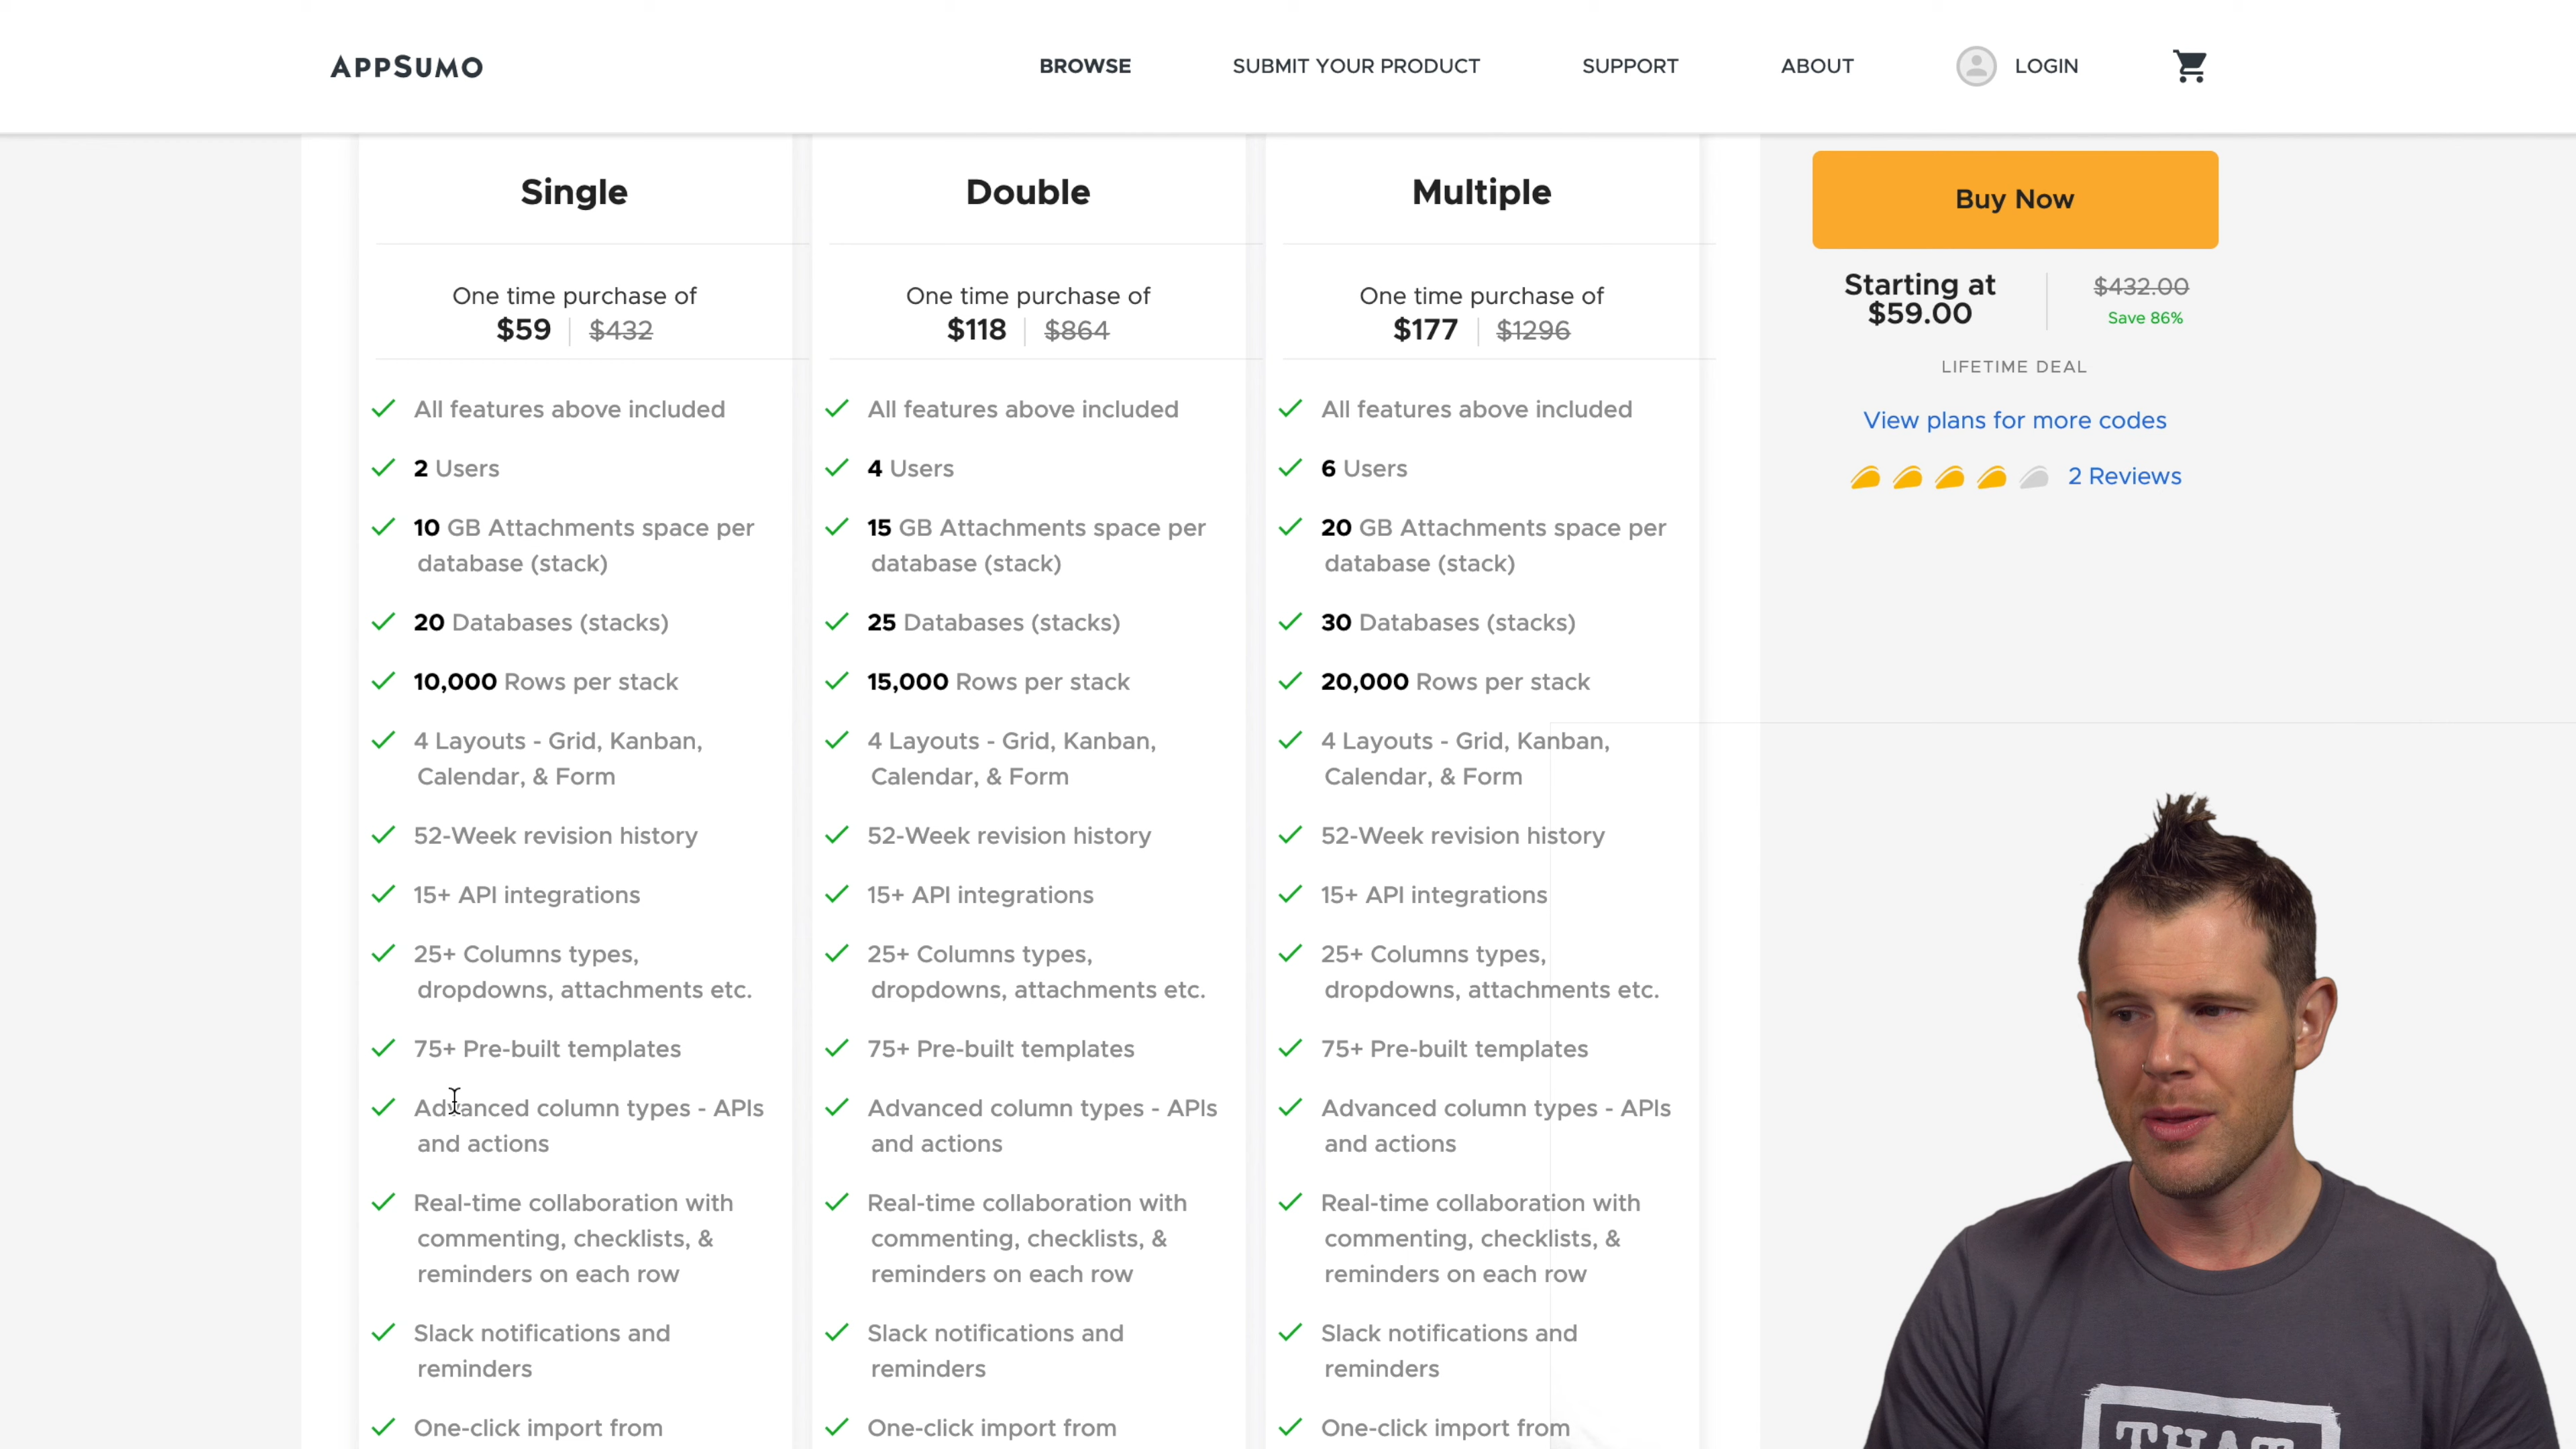 APPSUMO
BROWSE
SUBMIT YOUR PRODUCT
SUPPORT
ABOUT
LOGIN
Single
One time purchase of
$59 $432
All features above included
2 Users
10 GB Attachments space per
database (stack)
20 Databases (stacks)
10,000 Rows per stack
4 Layouts - Grid, Kanban,
Calendar, & Form
52-Week revision history
15+ API integrations
25+ Columns types,
dropdowns, attachments etc.
75+ Pre-built templates
Advanced column types - APIs
and actions
Real-time collaboration with
commenting, checklists, &
reminders on each row
Slack notifications and
reminders
One-click import from
Double
One time purchase of
$118 $864
All features above included
4 Users
15 GB Attachments space per
database (stack)
25 Databases (stacks)
15,000 Rows per stack
4 Layouts - Grid, Kanban,
Calendar, & Form
52-Week revision history
15+ API integrations
25+ Columns types,
dropdowns, attachments etc.
75+ Pre-built templates
Advanced column types - APIs
and actions
Real-time collaboration with
commenting, checklists, &
reminders on each row
Slack notifications and
reminders
One-click import from
Multiple
One time purchase of
$177 $1296
All features above included
6 Users
20 GB Attachments space per
database (stack)
30 Databases (stacks)
20,000 Rows per stack
4 Layouts - Grid, Kanban,
Calendar, & Form
52-Week revision history
15+ API integrations
25+ Columns types,
dropdowns, attachments etc.
75+ Pre-built templates
Advanced column types - APIs
and actions
Real-time collaboration with
commenting, checklists, &
reminders on each row
Slack notifications and
reminders
One-click import from
Buy Now
Starting at
$59.00
$432.00
Save 86%
LIFETIME DEAL
View plans for more codes
2 Reviews
THAT